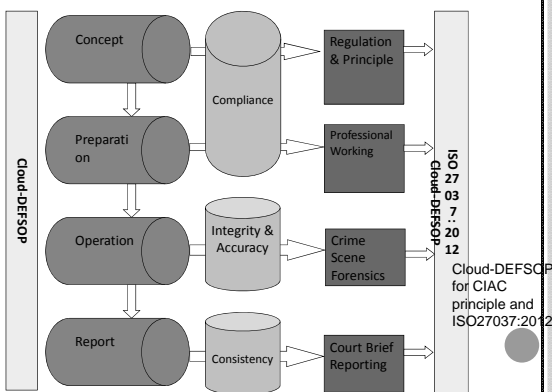 Cloud-DEFSOP
Concept
Compliance
Regulation
& Principle
Preparati
on
Professional
Working
Operation
Integrity &
Accuracy
Crime
Scene
Forensics
Report
Consistency
Court Brief
Reporting
ISO
27
03
7
:
20
12
Cloud-DEFSOP
Cloud-DEFSOP
for CIAC
principle and
ISO27037:2012